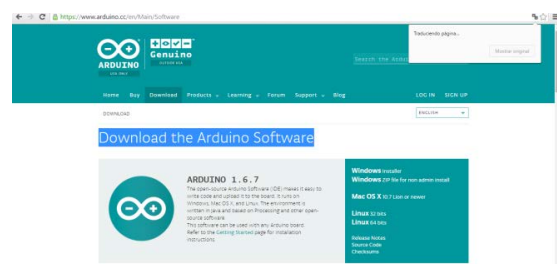 https://www.arduino.cc/en/Main/Software
Traduciendo página...
Mostrar original
ARDUINO
Genuino
Search the Arduino
Home Buy Download Products Learning Forum Support Blog
LOG IN SIGN UP
DOWNLOAD
ENGLISH
Download the Arduino Software
ARDUINO 1.6.7
The open-source Arduino Software (IDE) makes it easy to
write code and upload it to the board. It runs on
Windows, Mac OS X, and Linux. The environment is
written in Java and based on Processing and other open-
source software.
This software can be used with any Arduino board.
Refer to the Getting Started page for installation
instructions.
Windows Installer
Windows ZIP file for non admin install
Mac OS X 10.7 Lion or newer
Linux 32 bits
Linux 64 bits
Release Notes
Source Code
Checksums